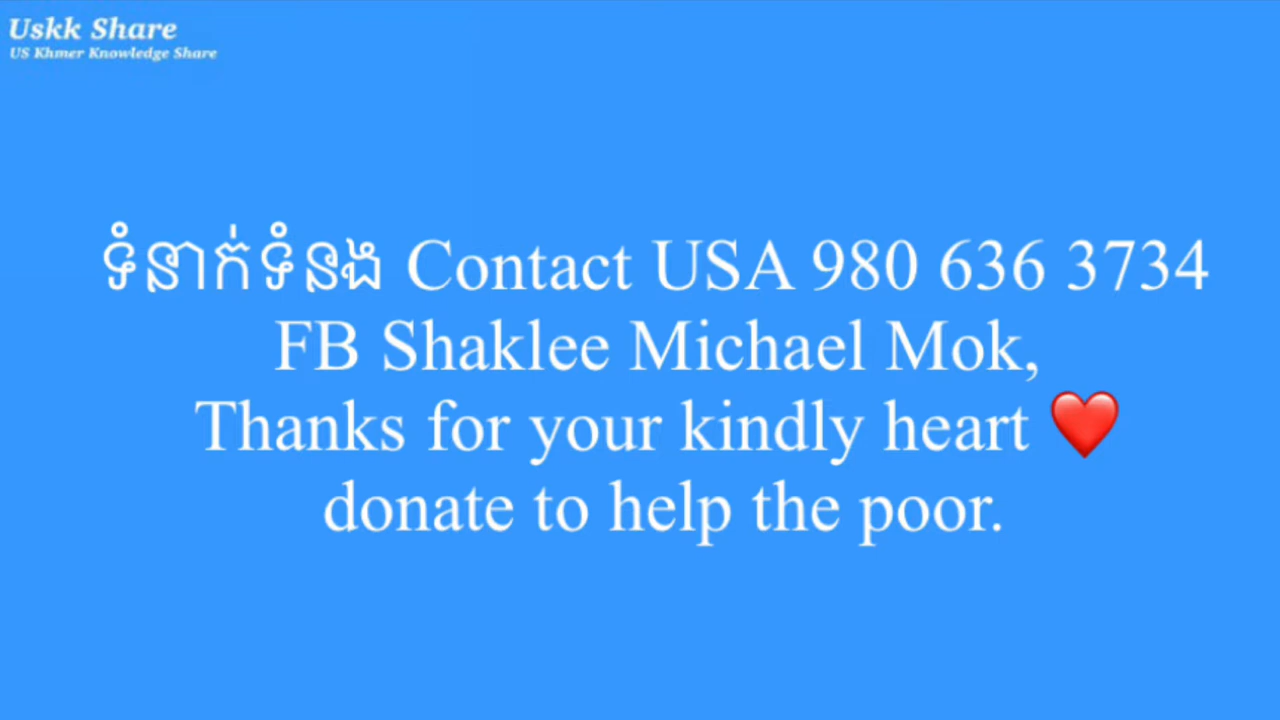 Uskk Share
US Khmer Knowledge Share
ទំនាក់ទំនង Contact USA 980 636 3734
FB Shaklee Michael Mok,
Thanks for your kindly heart ❤️
donate to help the poor.